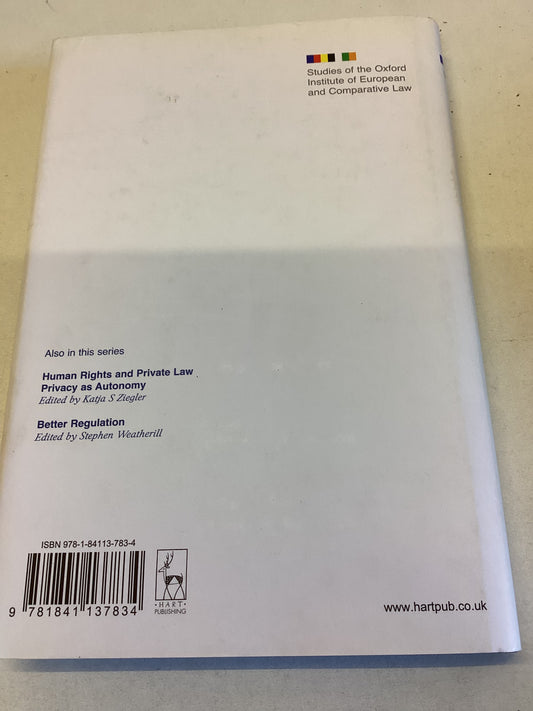 Studies of the Oxford
Institute of European
and Comparative Law
Also in this series
Human Rights and Private Law
Privacy as Autonomy
Edited by Katja S Ziegler
Better Regulation
Edited by Stephen Weatherill
ISBN 978-1-84113-783-4
9 781841 137834
·HART·
PUBLISHING
www.hartpub.co.uk